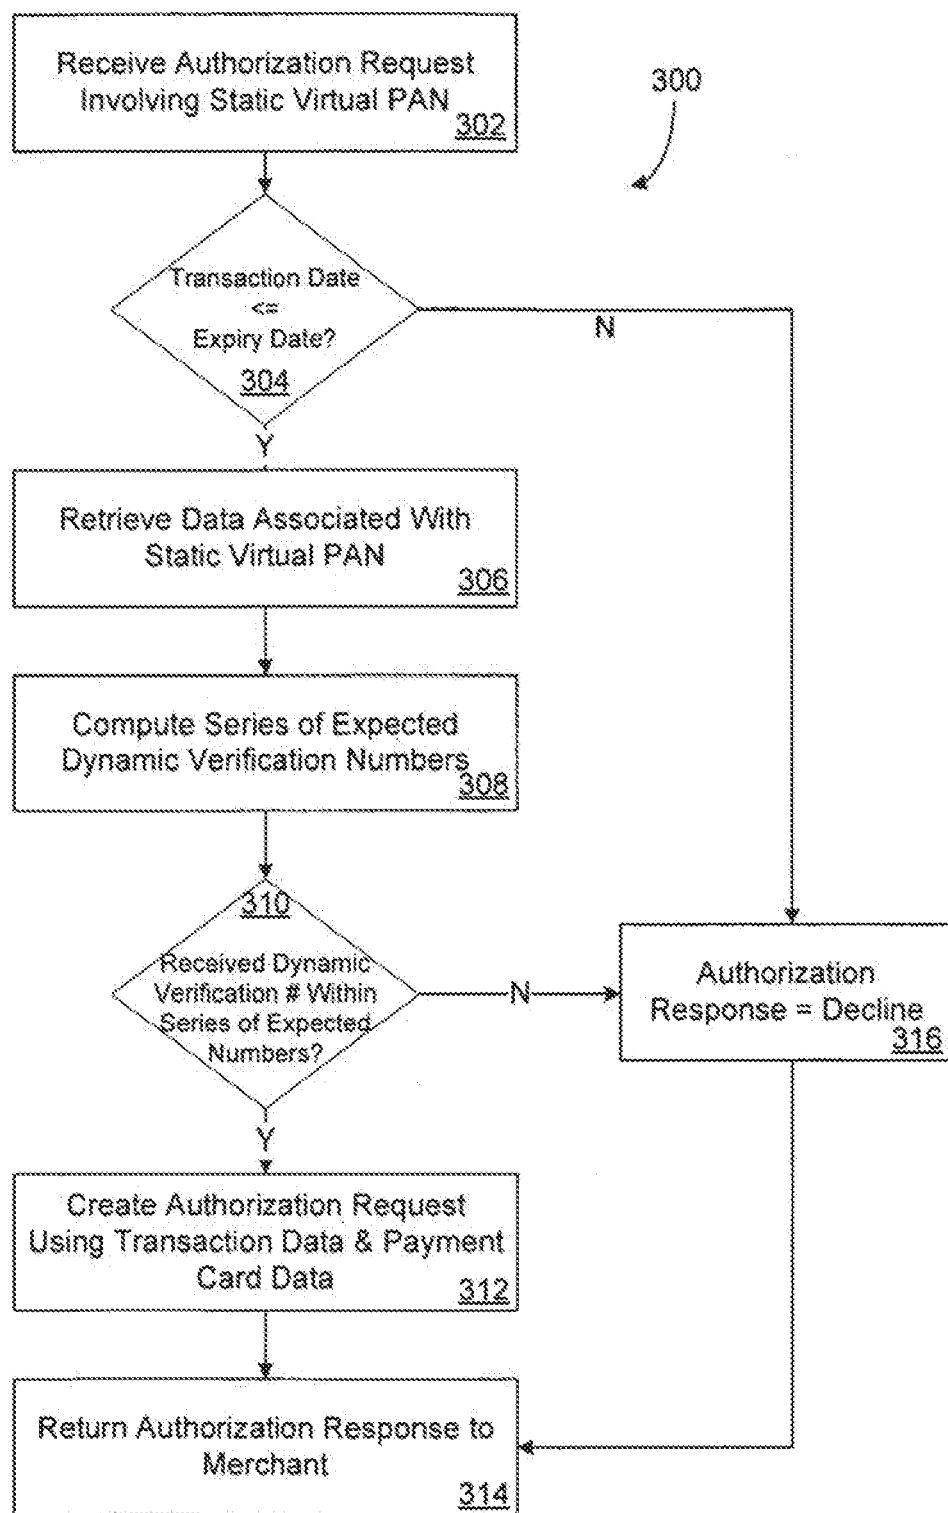 Receive Authorization Request
Involving Static Virtual PAN
302
300
Transaction Date
<=
Expiry Date?
304
N
Y
Retrieve Data Associated With
Static Virtual PAN
306
Compute Series of Expected
Dynamic Verification Numbers
308
310
Received Dynamic
Verification # Within
Series of Expected
Numbers?
N
Authorization
Response = Decline
316
Y
Create Authorization Request
Using Transaction Data & Payment
Card Data
312
Return Authorization Response to
Merchant
314